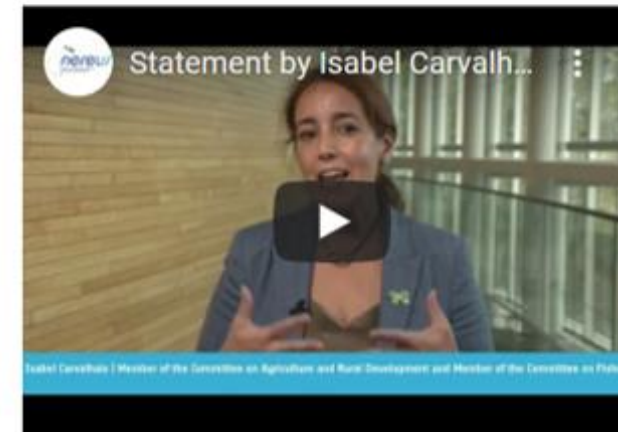 nereus
Statement by Isabel Carvalh...
Isabel Carvalhais | Member of the Committee on Agriculture and Rural Development and Member of the Committee on Fishe